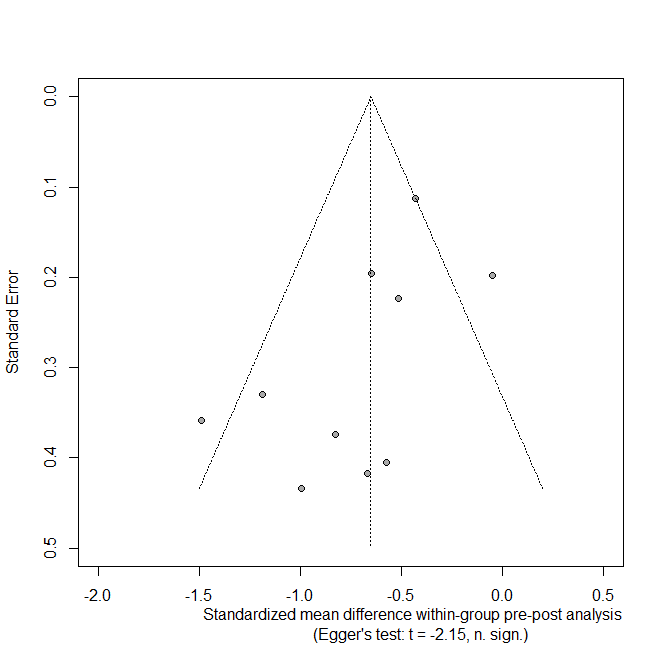 0.0
0.1
0.2
0.3
0.4
0.5
Standard Error
-2.0 -1.5 -1.0 -0.5 0.0 0.5
Standardized mean difference within-group pre-post analysis
(Egger's test: t = -2.15, n. sign.)